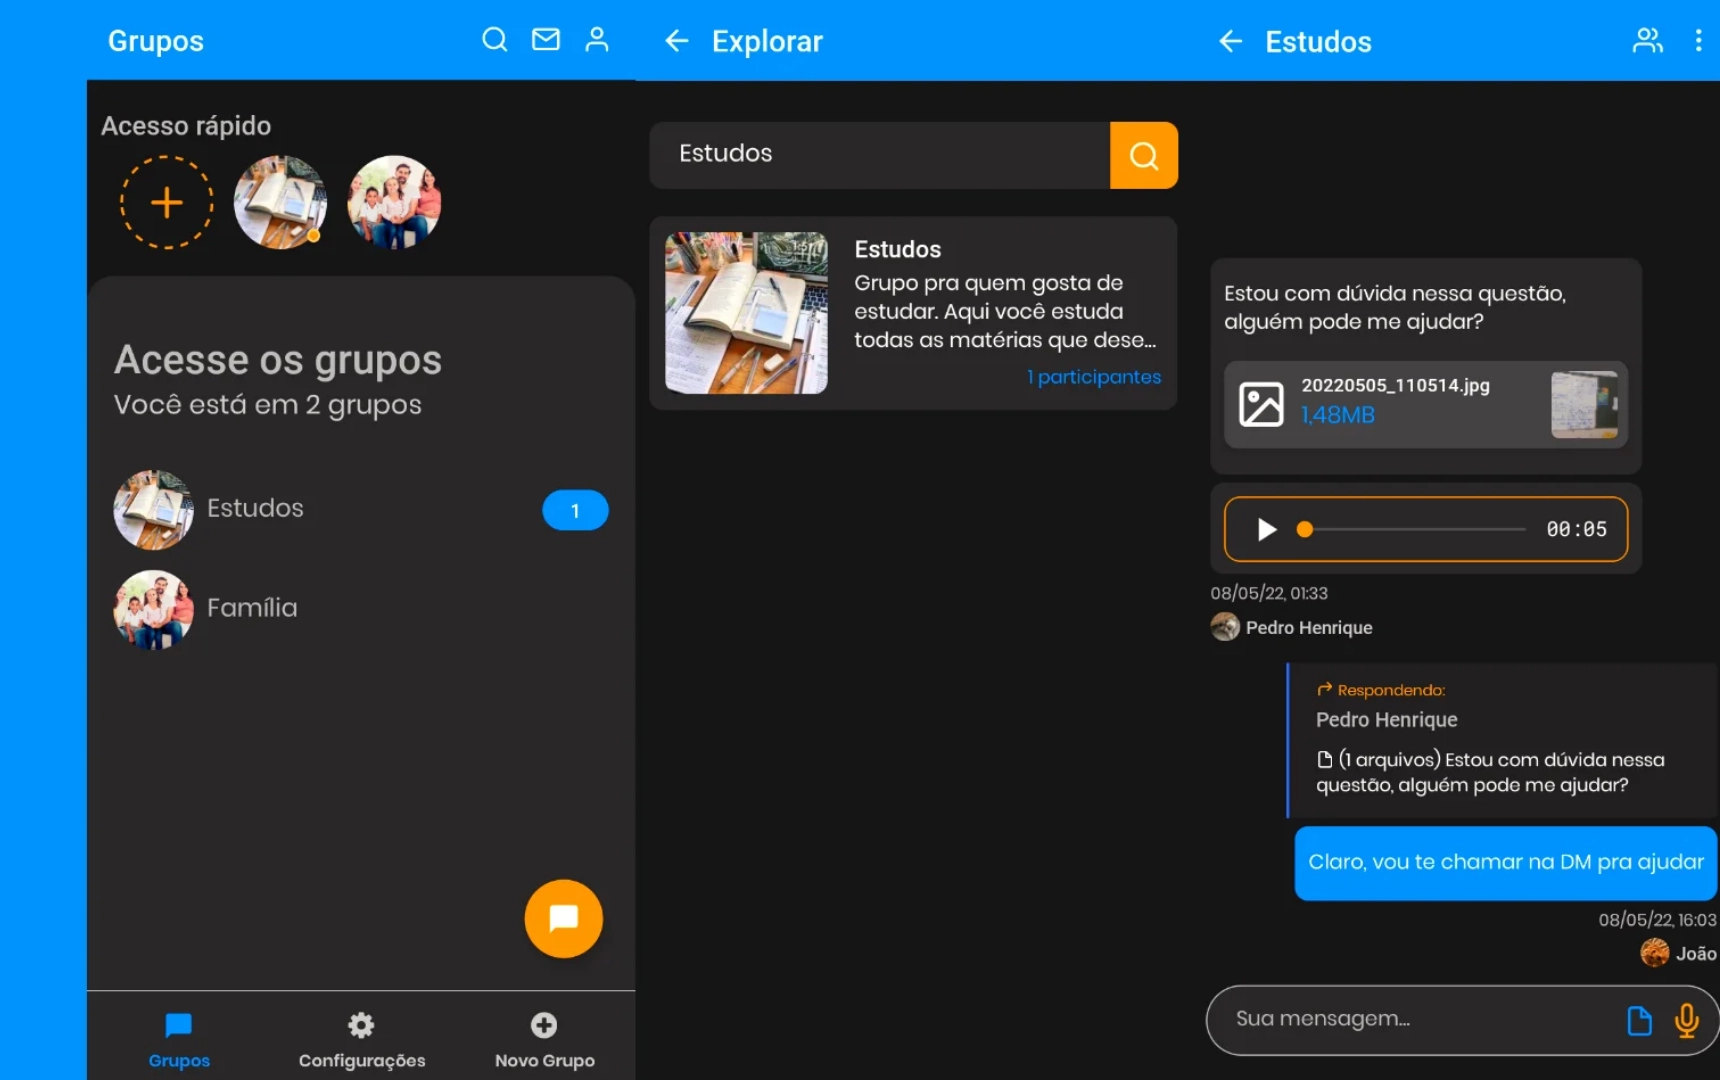 Grupos
Acesso rápido
Acesse os grupos
Você está em 2 grupos
Estudos
1
Família
Grupos
Configurações
Novo Grupo
Explorar
Estudos
Estudos
Grupo pra quem gosta de
estudar. Aqui você estuda
todas as matérias que dese...
1 participantes
Estudos
Estou com dúvida nessa questão,
alguém pode me ajudar?
20220505_110514.jpg
1,48MB
00:05
08/05/22, 01:33
Pedro Henrique
Respondendo:
Pedro Henrique
(1 arquivos) Estou com dúvida nessa
questão, alguém pode me ajudar?
Claro, vou te chamar na DM pra ajudar
08/05/22, 16:03
João
Sua mensagem...